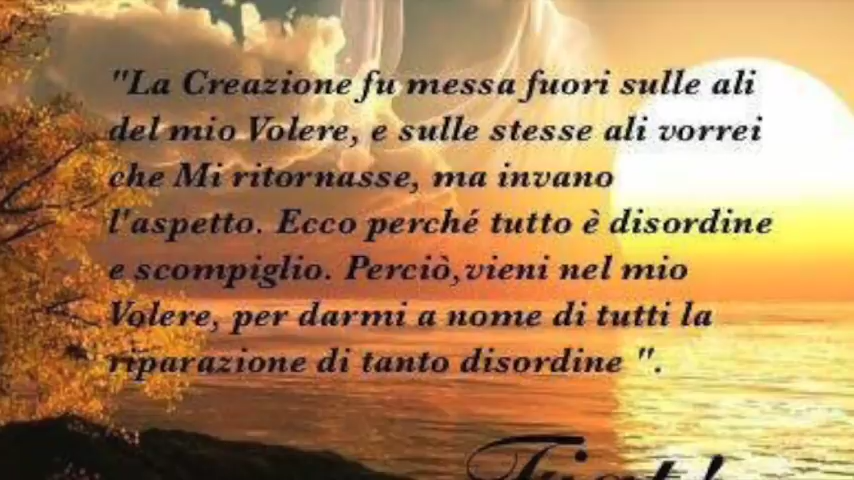 "La Creazione fu messa fuori sulle ali
del mio Volere, e sulle stesse ali vorrei
che Mi ritornasse, ma invano
l'aspetto. Ecco perché tutto è disordine
e scompiglio. Perciò,vieni nel mio
Volere, per darmi a nome di tutti la
riparazione di tanto disordine ".